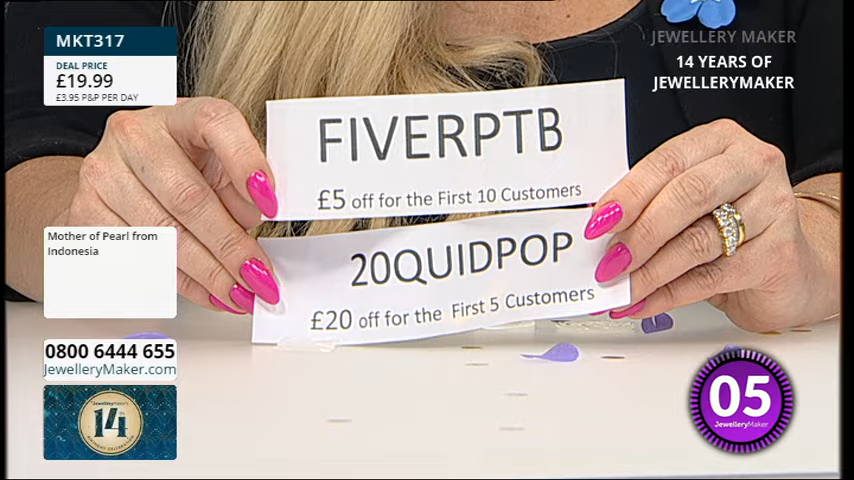 MKT317
DEAL PRICE
£19.99
£3.95 P&P PER DAY
JEWELLERY MAKER
14 YEARS OF
JEWELLERYMAKER
FIVERPTB
£5 off for the First 10 Customers
20QUIDPOP
£20 off for the First 5 Customers
Mother of Pearl from
Indonesia
0800 6444 655
JewelleryMaker.com
JewelleryMaker's
14
05
JewelleryMaker